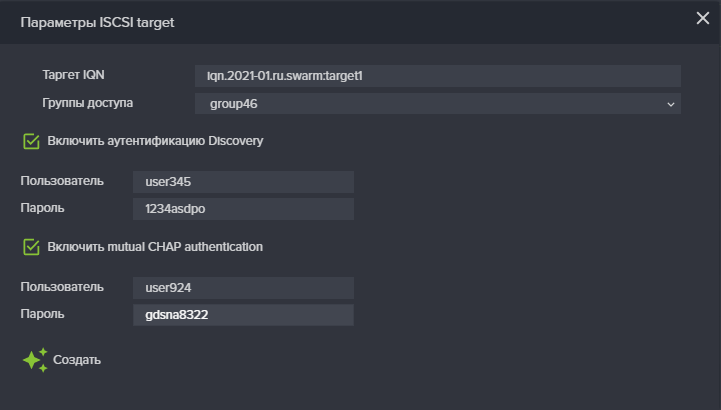 Параметры ISCSI target
Таргет IQN
iqn.2021-01.ru.swarm:target1
Группы доступа
group46
Включить аутентификацию Discovery
Пользователь
user345
Пароль
1234asdpo
Включить mutual CHAP authentication
Пользователь
user924
Пароль
gdsna8322
Создать